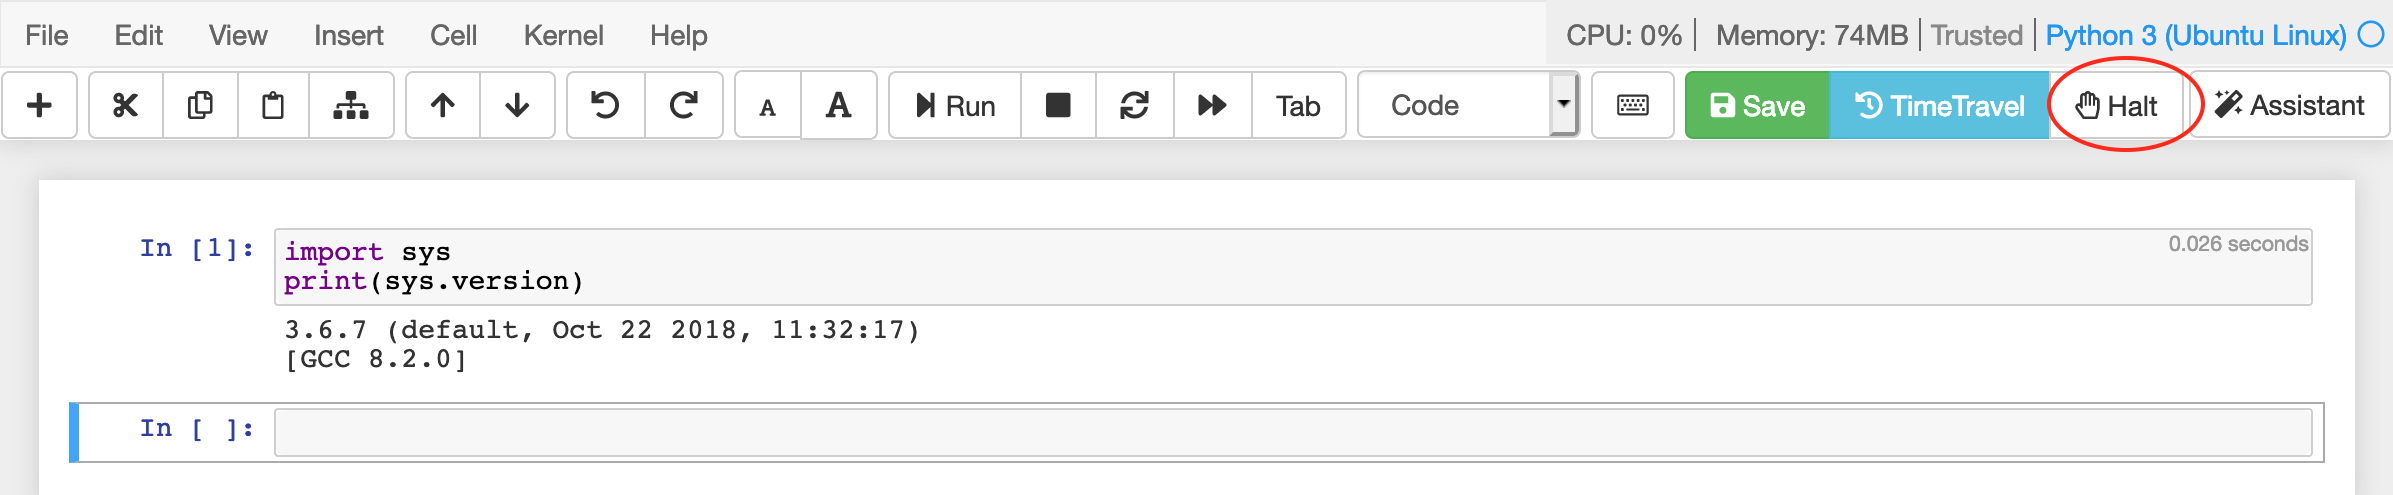 File Edit View Insert Cell Kernel Help CPU: 0% Memory: 74MB Trusted Python 3 (Ubuntu Linux)
A A Run Tab Code Save TimeTravel Halt Assistant
In [1]: import sys 0.026 seconds
print(sys.version)
3.6.7 (default, Oct 22 2018, 11:32:17)
[GCC 8.2.0]
In [ ]: